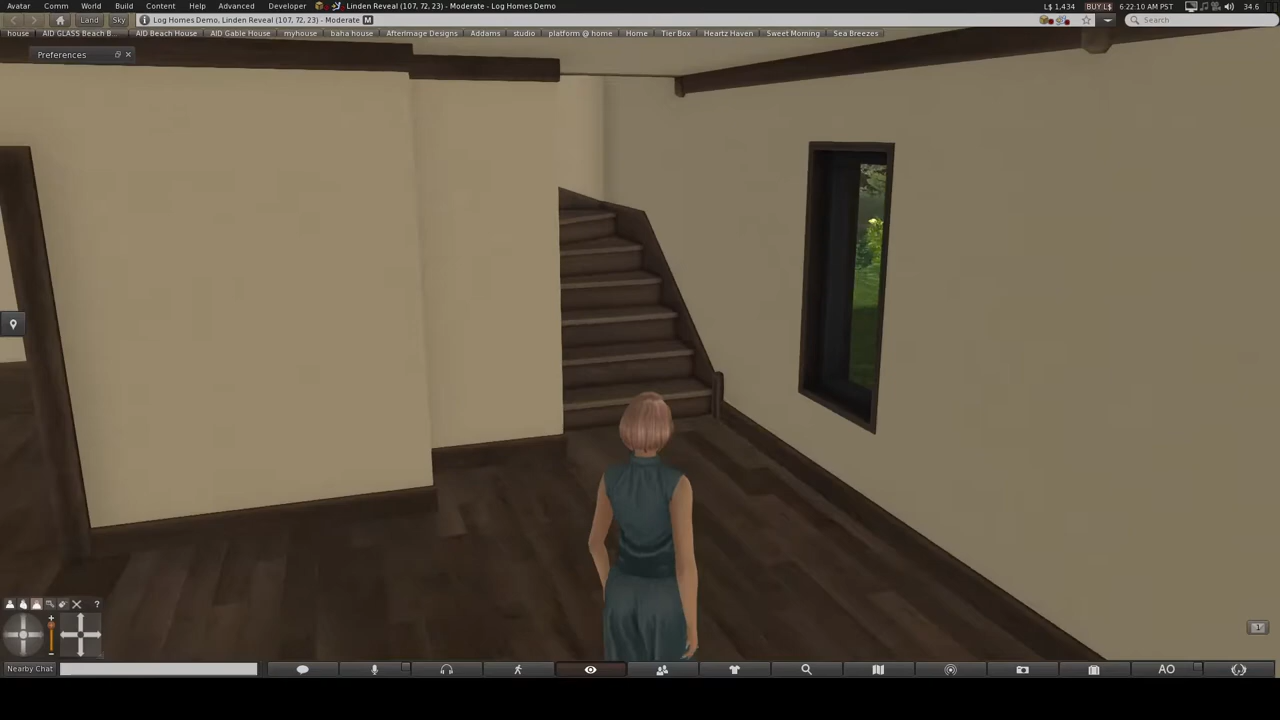 Avatar Comm World Build Content Help Advanced Developer Linden Reveal (107, 72, 23) - Moderate - Log Homes Demo L$ 1,434 BUY L$ 6:22:10 AM PST 34.6
Land Sky Log Homes Demo, Linden Reveal (107, 72, 23) - Moderate M Search
house AID GLASS Beach B... AID Beach House AID Gable House myhouse baha house AfterImage Designs Addams studio platform @ home Home Tier Box Heartz Haven Sweet Morning Sea Breezes
Preferences
?
1
Nearby Chat AO